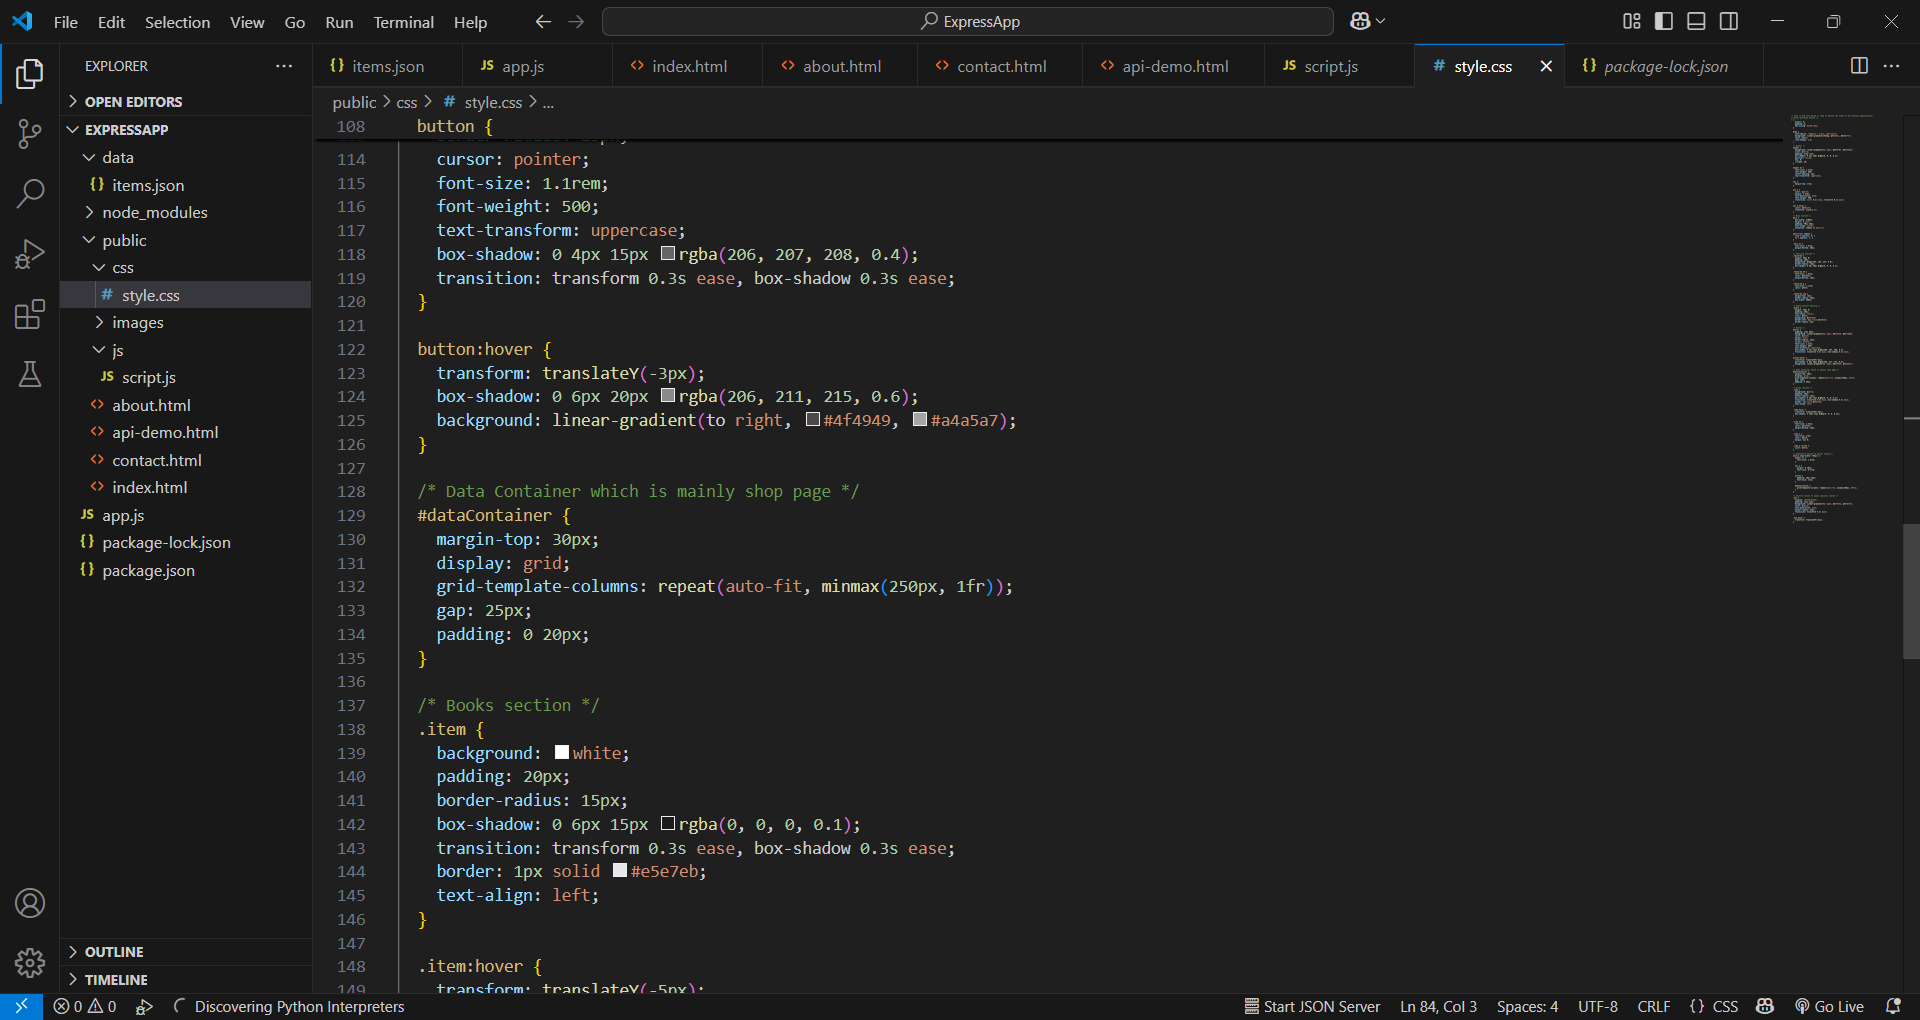 File Edit Selection View Go Run Terminal Help
ExpressApp
EXPLORER
items.json
app.js
index.html
about.html
contact.html
api-demo.html
script.js
style.css
package-lock.json
OPEN EDITORS
EXPRESSAPP
data
items.json
node_modules
public
css
style.css
images
js
script.js
about.html
api-demo.html
contact.html
index.html
app.js
package-lock.json
package.json
OUTLINE
TIMELINE
public > css > # style.css > ...
108 button {
114 cursor: pointer;
115 font-size: 1.1rem;
116 font-weight: 500;
117 text-transform: uppercase;
118 box-shadow: 0 4px 15px rgba(206, 207, 208, 0.4);
119 transition: transform 0.3s ease, box-shadow 0.3s ease;
120 }
121
122 button:hover {
123 transform: translateY(-3px);
124 box-shadow: 0 6px 20px rgba(206, 211, 215, 0.6);
125 background: linear-gradient(to right, #4f4949, #a4a5a7);
126 }
127
128 /* Data Container which is mainly shop page */
129 #dataContainer {
130 margin-top: 30px;
131 display: grid;
132 grid-template-columns: repeat(auto-fit, minmax(250px, 1fr));
133 gap: 25px;
134 padding: 0 20px;
135 }
136
137 /* Books section */
138 .item {
139 background: white;
140 padding: 20px;
141 border-radius: 15px;
142 box-shadow: 0 6px 15px rgba(0, 0, 0, 0.1);
143 transition: transform 0.3s ease, box-shadow 0.3s ease;
144 border: 1px solid #e5e7eb;
145 text-align: left;
146 }
147
148 .item:hover {
149 transform: translateY(-5px);
0 0 Discovering Python Interpreters Start JSON Server Ln 84, Col 3 Spaces: 4 UTF-8 CRLF {} CSS Go Live